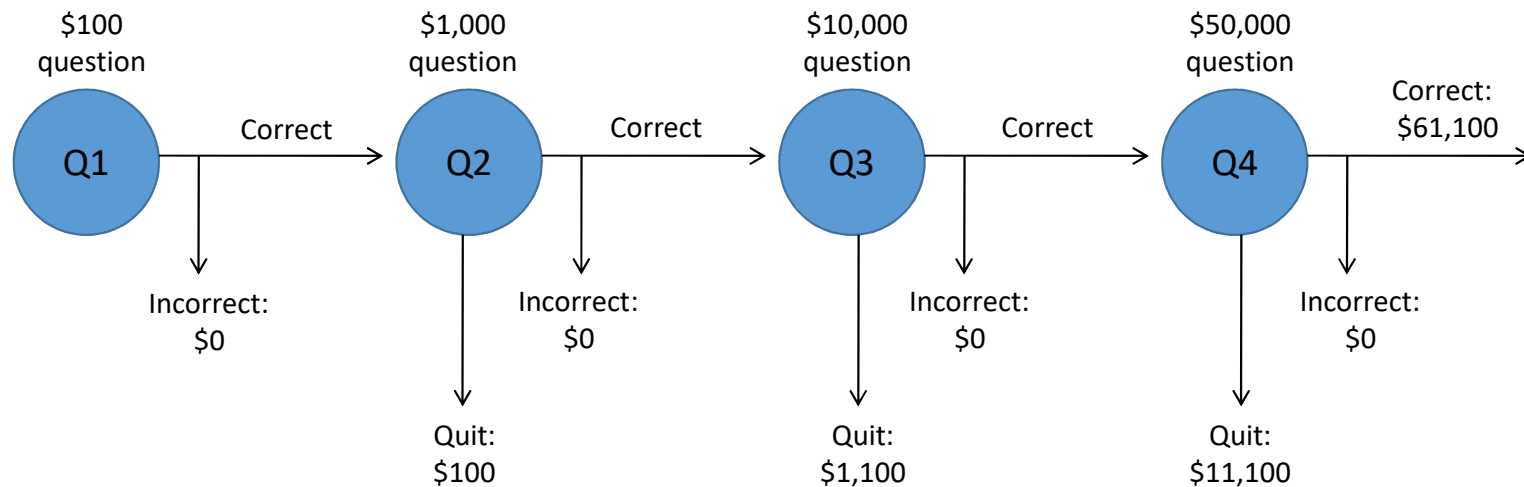 $100
question
$1,000
question
$10,000
question
$50,000
question
Q1
Correct
Q2
Correct
Q3
Correct
Q4
Correct:
$61,100
Incorrect:
$0
Incorrect:
$0
Incorrect:
$0
Incorrect:
$0
Quit:
$100
Quit:
$1,100
Quit:
$11,100